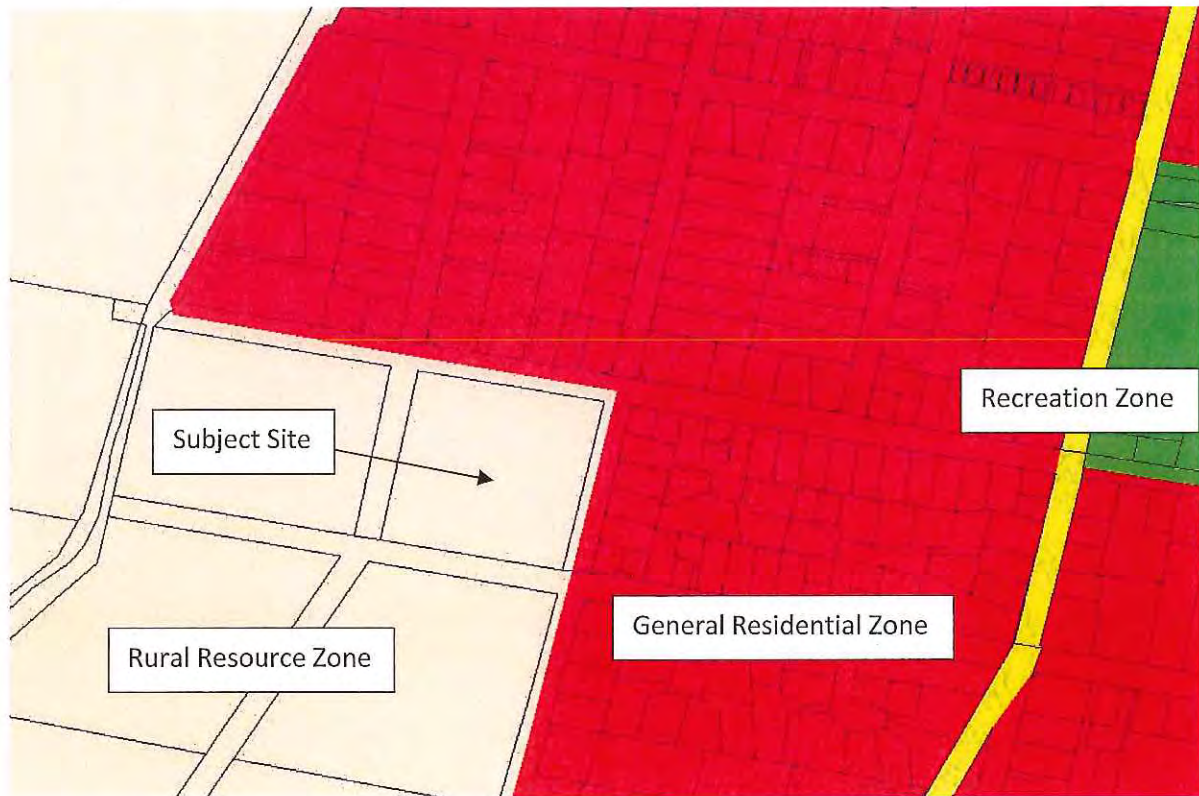 Recreation Zone
Subject Site
General Residential Zone
Rural Resource Zone